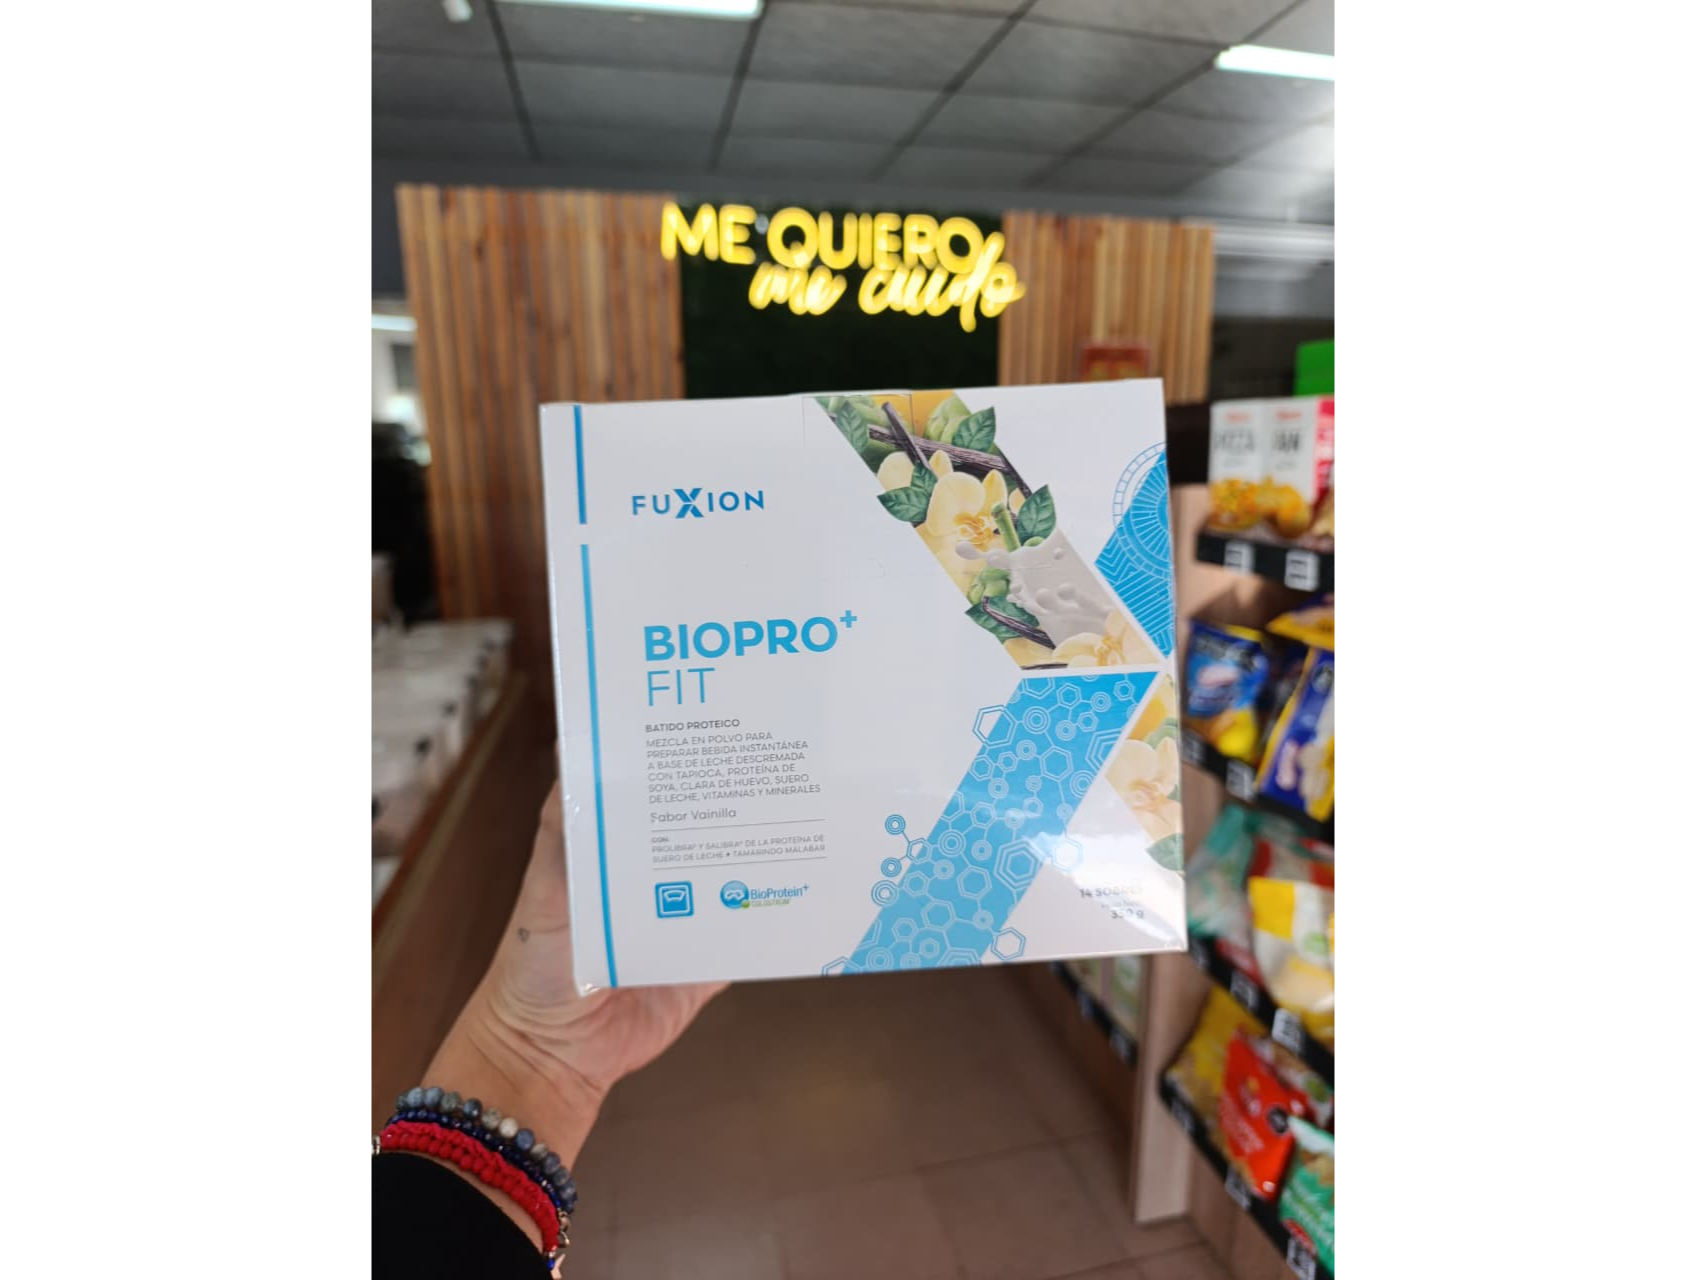 ME QUIERO
me cuido
FUXION
BIOPRO+
FIT
BATIDO PROTEICO
MEZCLA EN POLVO PARA
PREPARAR BEBIDA INSTANTÁNEA
A BASE DE LECHE DESCREMADA
CON TAPIOCA, PROTEÍNA DE
SOYA, CLARA DE HUEVO, SUERO
DE LECHE, VITAMINAS Y MINERALES
Sabor Vainilla
CON:
PROLIBRA® Y SALIBRA® DE LA PROTEÍNA DE
SUERO DE LECHE • TAMARINDO MALABAR
BioProtein+
COLOSTRUM
14 SOBRES
350 g